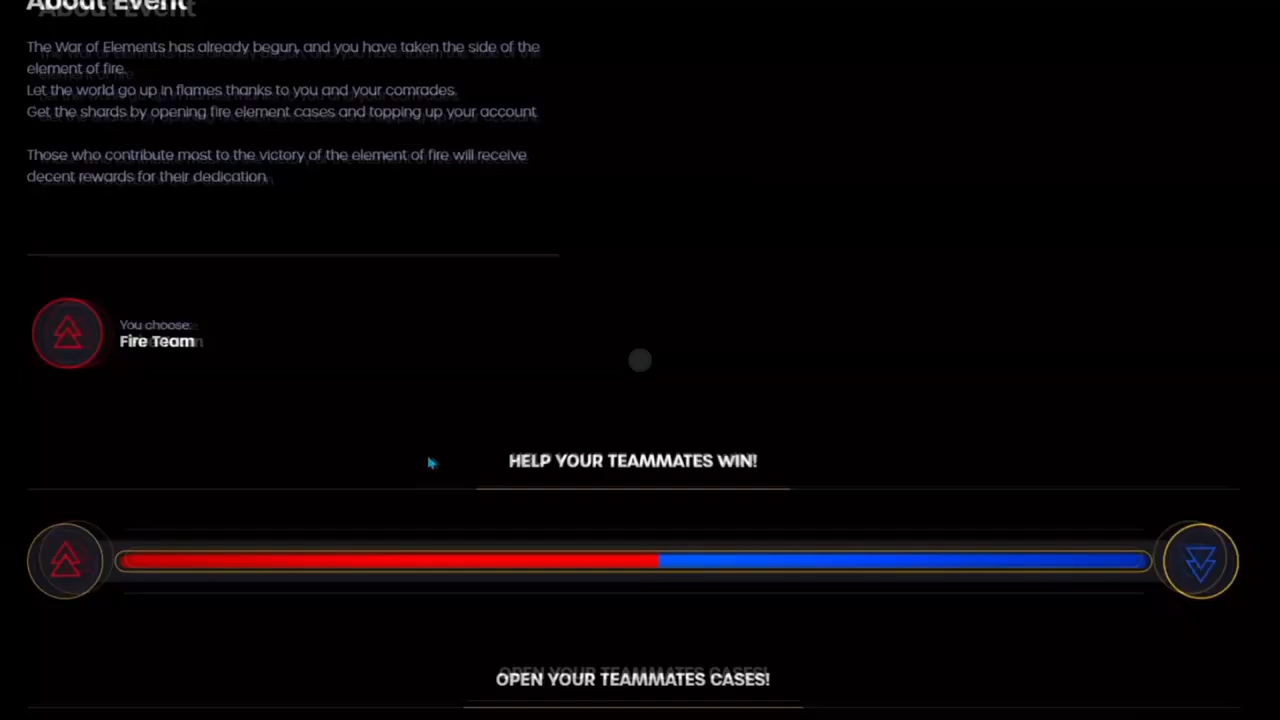 About Event
The War of Elements has already begun, and you have taken the side of the
element of fire.
Let the world go up in flames thanks to you and your comrades.
Get the shards by opening fire element cases and topping up your account
Those who contribute most to the victory of the element of fire will receive
decent rewards for their dedication.
You choose:
Fire Team
HELP YOUR TEAMMATES WIN!
OPEN YOUR TEAMMATES CASES!